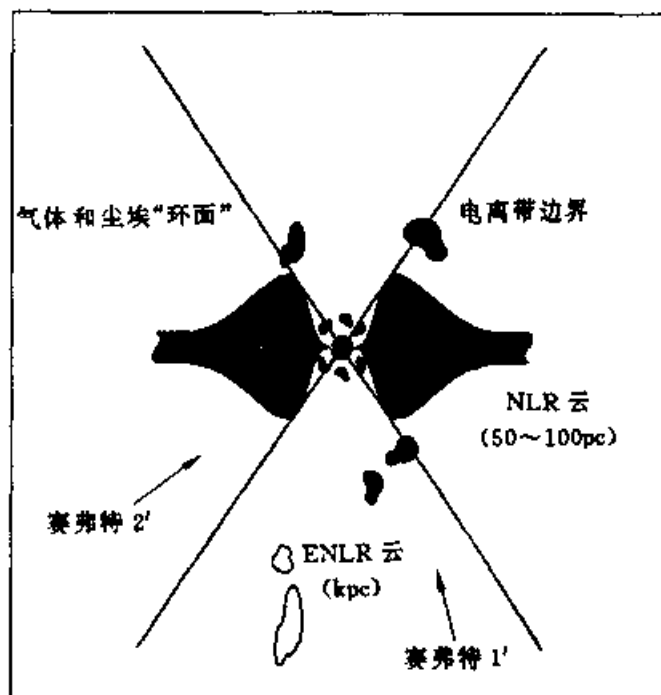 气体和尘埃“环面”
电离带边界
NLR 云
(50～100pc)
赛弗特 2′
ENLR 云
(kpc)
赛弗特 1′